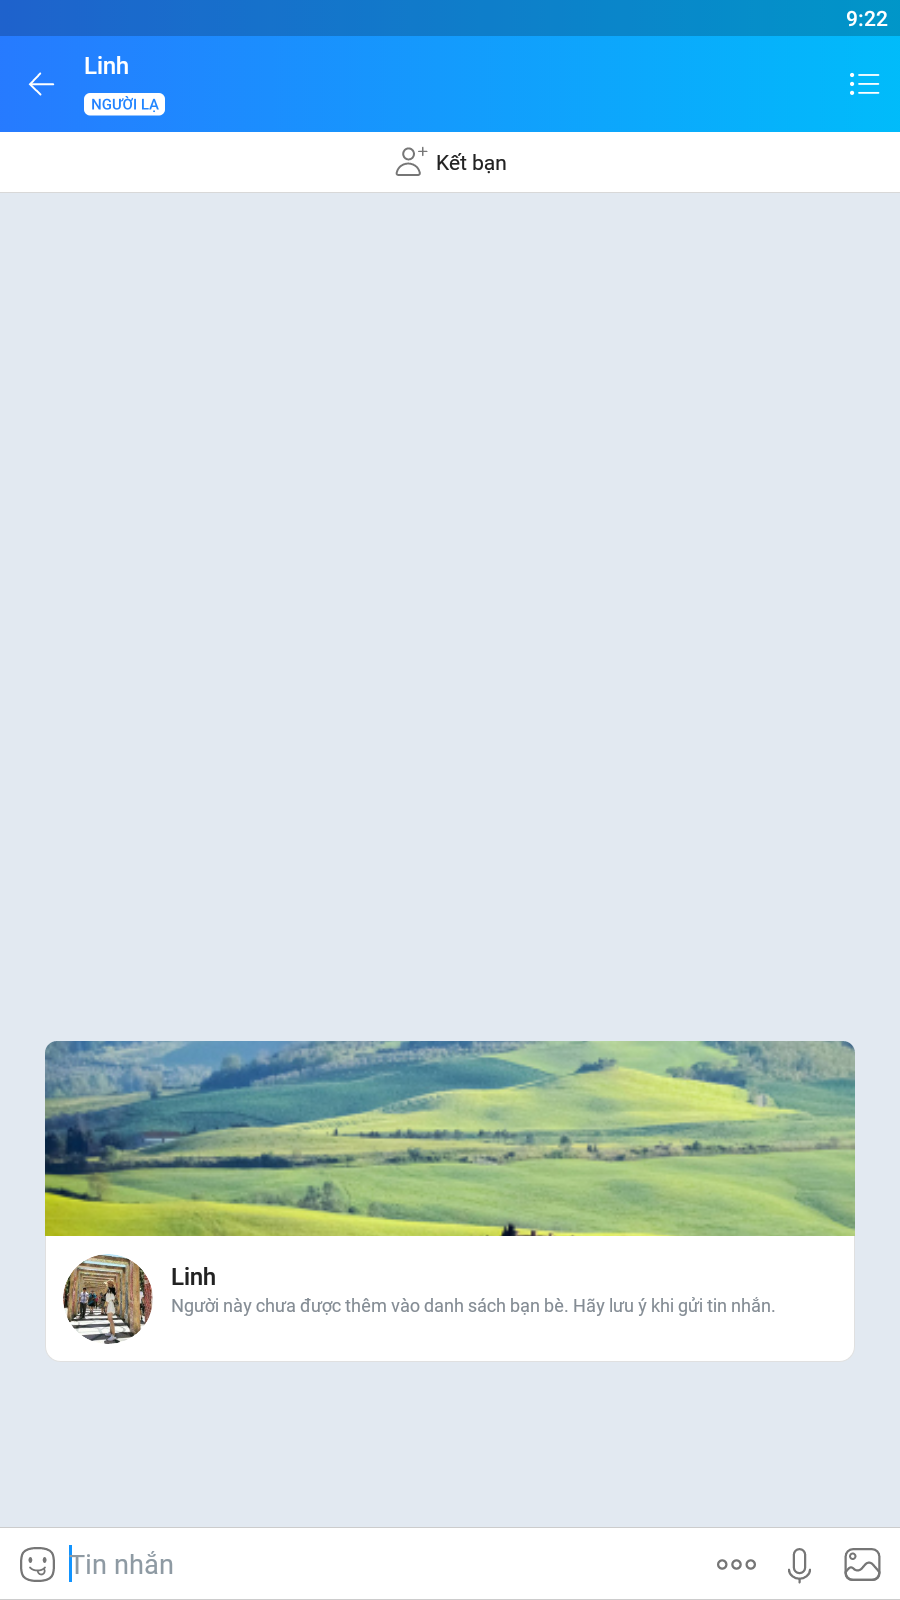 9:22
Linh
NGƯỜI LẠ
Kết bạn
Linh
Người này chưa được thêm vào danh sách bạn bè. Hãy lưu ý khi gửi tin nhắn.
Tin nhắn